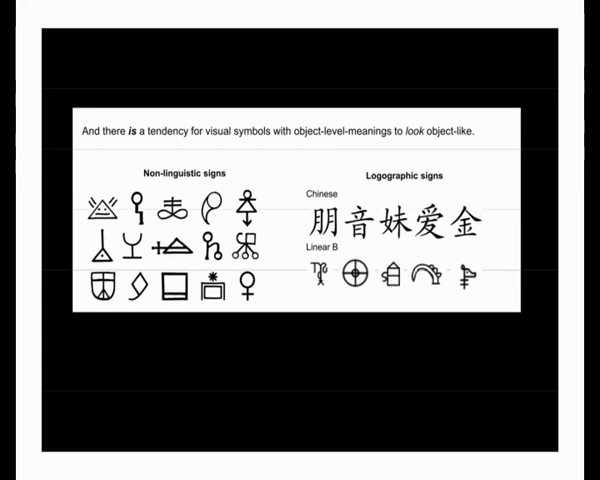 And there is a tendency for visual symbols with object-level-meanings to look object-like.
Non-linguistic signs
Logographic signs
Chinese
朋音妹爱金
Linear B